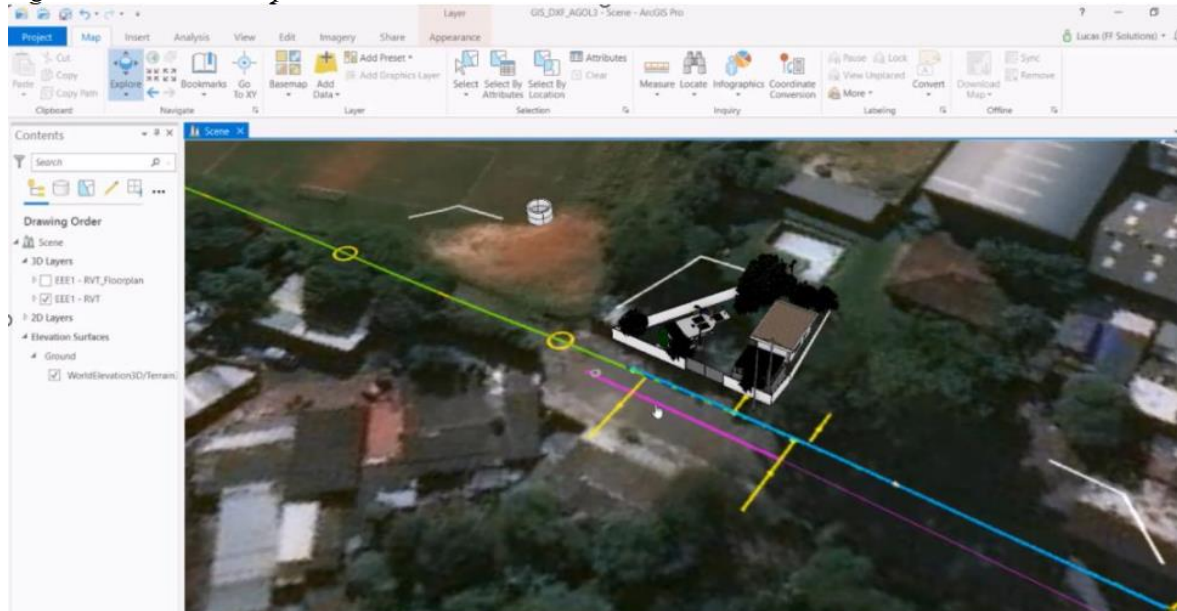 Layer
GIS_DXF_AGOL3 - Scene - ArcGIS Pro
?
Project Map Insert Analysis View Edit Imagery Share Appearance
Lucas (FF Solutions)
Paste
Cut
Copy
Copy Path
Explore
Bookmarks
Go To XY
Basemap
Add Data
Add Preset
Add Graphics Layer
Select
Select By Attributes
Select By Location
Attributes
Clear
Measure
Locate
Infographics
Coordinate Conversion
Pause
Lock
View Unplaced
More
Convert
Download Map
Sync
Remove
Clipboard Navigate Layer Selection Inquiry Labeling Offline
Contents
Scene
Search
Drawing Order
Scene
3D Layers
EEE1 - RVT_Floorplan
EEE1 - RVT
2D Layers
Elevation Surfaces
Ground
WorldElevation3D/Terrain